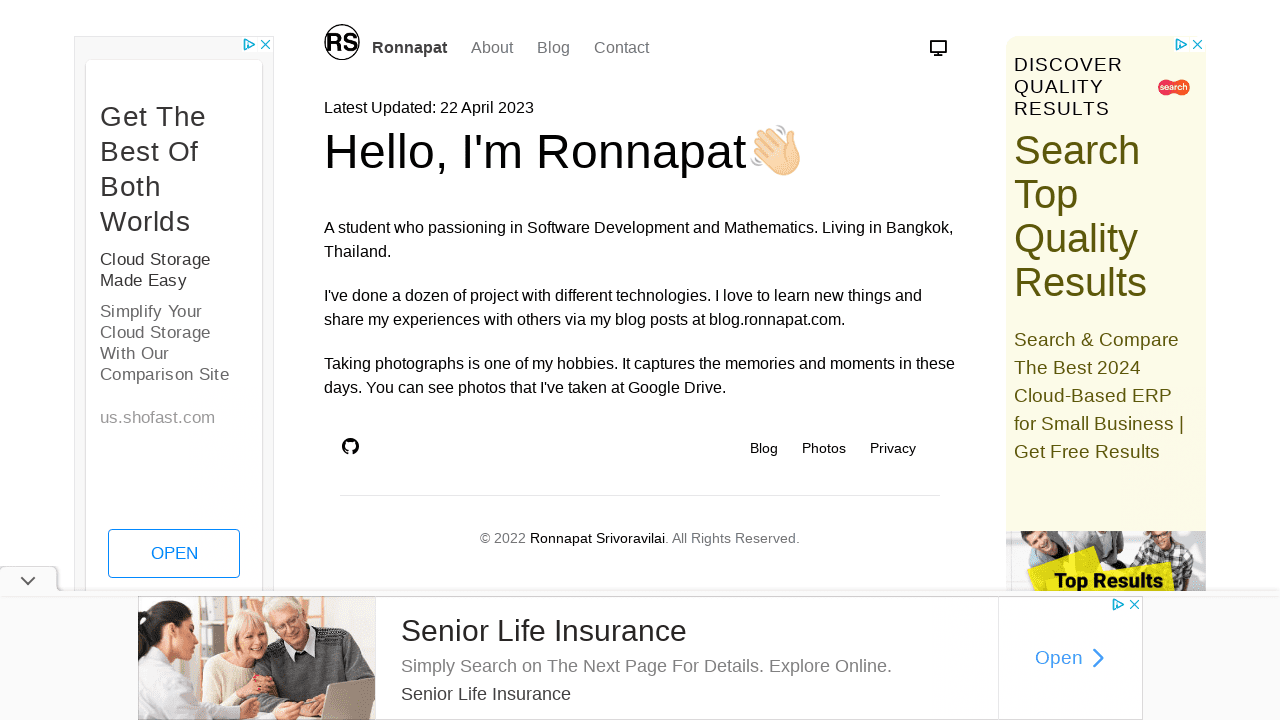 RS
Ronnapat
About
Blog
Contact
Get The
Best Of
Both
Worlds
Cloud Storage
Made Easy
Simplify Your
Cloud Storage
With Our
Comparison Site
us.shofast.com
OPEN
Latest Updated: 22 April 2023
Hello, I'm Ronnapat
A student who passioning in Software Development and Mathematics. Living in Bangkok,
Thailand.
I've done a dozen of project with different technologies. I love to learn new things and
share my experiences with others via my blog posts at blog.ronnapat.com.
Taking photographs is one of my hobbies. It captures the memories and moments in these
days. You can see photos that I've taken at Google Drive.
Blog
Photos
Privacy
© 2022 Ronnapat Srivoravilai. All Rights Reserved.
DISCOVER
QUALITY
RESULTS
search
Search
Top
Quality
Results
Search & Compare
The Best 2024
Cloud-Based ERP
for Small Business |
Get Free Results
Top Results
Senior Life Insurance
Simply Search on The Next Page For Details. Explore Online.
Senior Life Insurance
Open